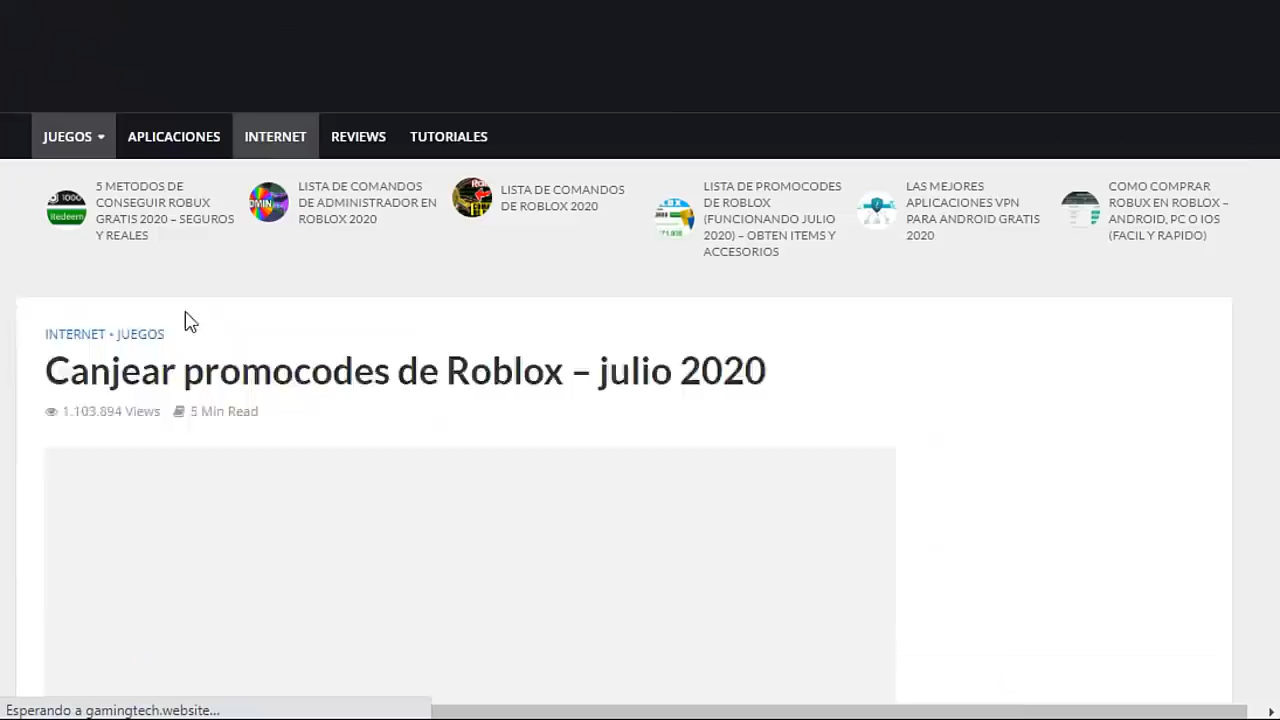 JUEGOS APLICACIONES INTERNET REVIEWS TUTORIALES
5 METODOS DE
CONSEGUIR ROBUX
GRATIS 2020 – SEGUROS
Y REALES
LISTA DE COMANDOS
DE ADMINISTRADOR EN
ROBLOX 2020
LISTA DE COMANDOS
DE ROBLOX 2020
LISTA DE PROMOCODES
DE ROBLOX
(FUNCIONANDO JULIO
2020) – OBTEN ITEMS Y
ACCESORIOS
LAS MEJORES
APLICACIONES VPN
PARA ANDROID GRATIS
2020
COMO COMPRAR
ROBUX EN ROBLOX –
ANDROID, PC O IOS
(FACIL Y RAPIDO)
INTERNET • JUEGOS
Canjear promocodes de Roblox – julio 2020
1.103.894 Views 5 Min Read
Esperando a gamingtech.website...